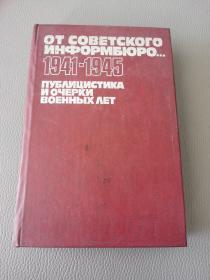 ОТ СОВЕТСКОГО
ИНФОРМБЮРО...
1941-1945
ПУБЛИЦИСТИКА
И ОЧЕРКИ
ВОЕННЫХ ЛЕТ